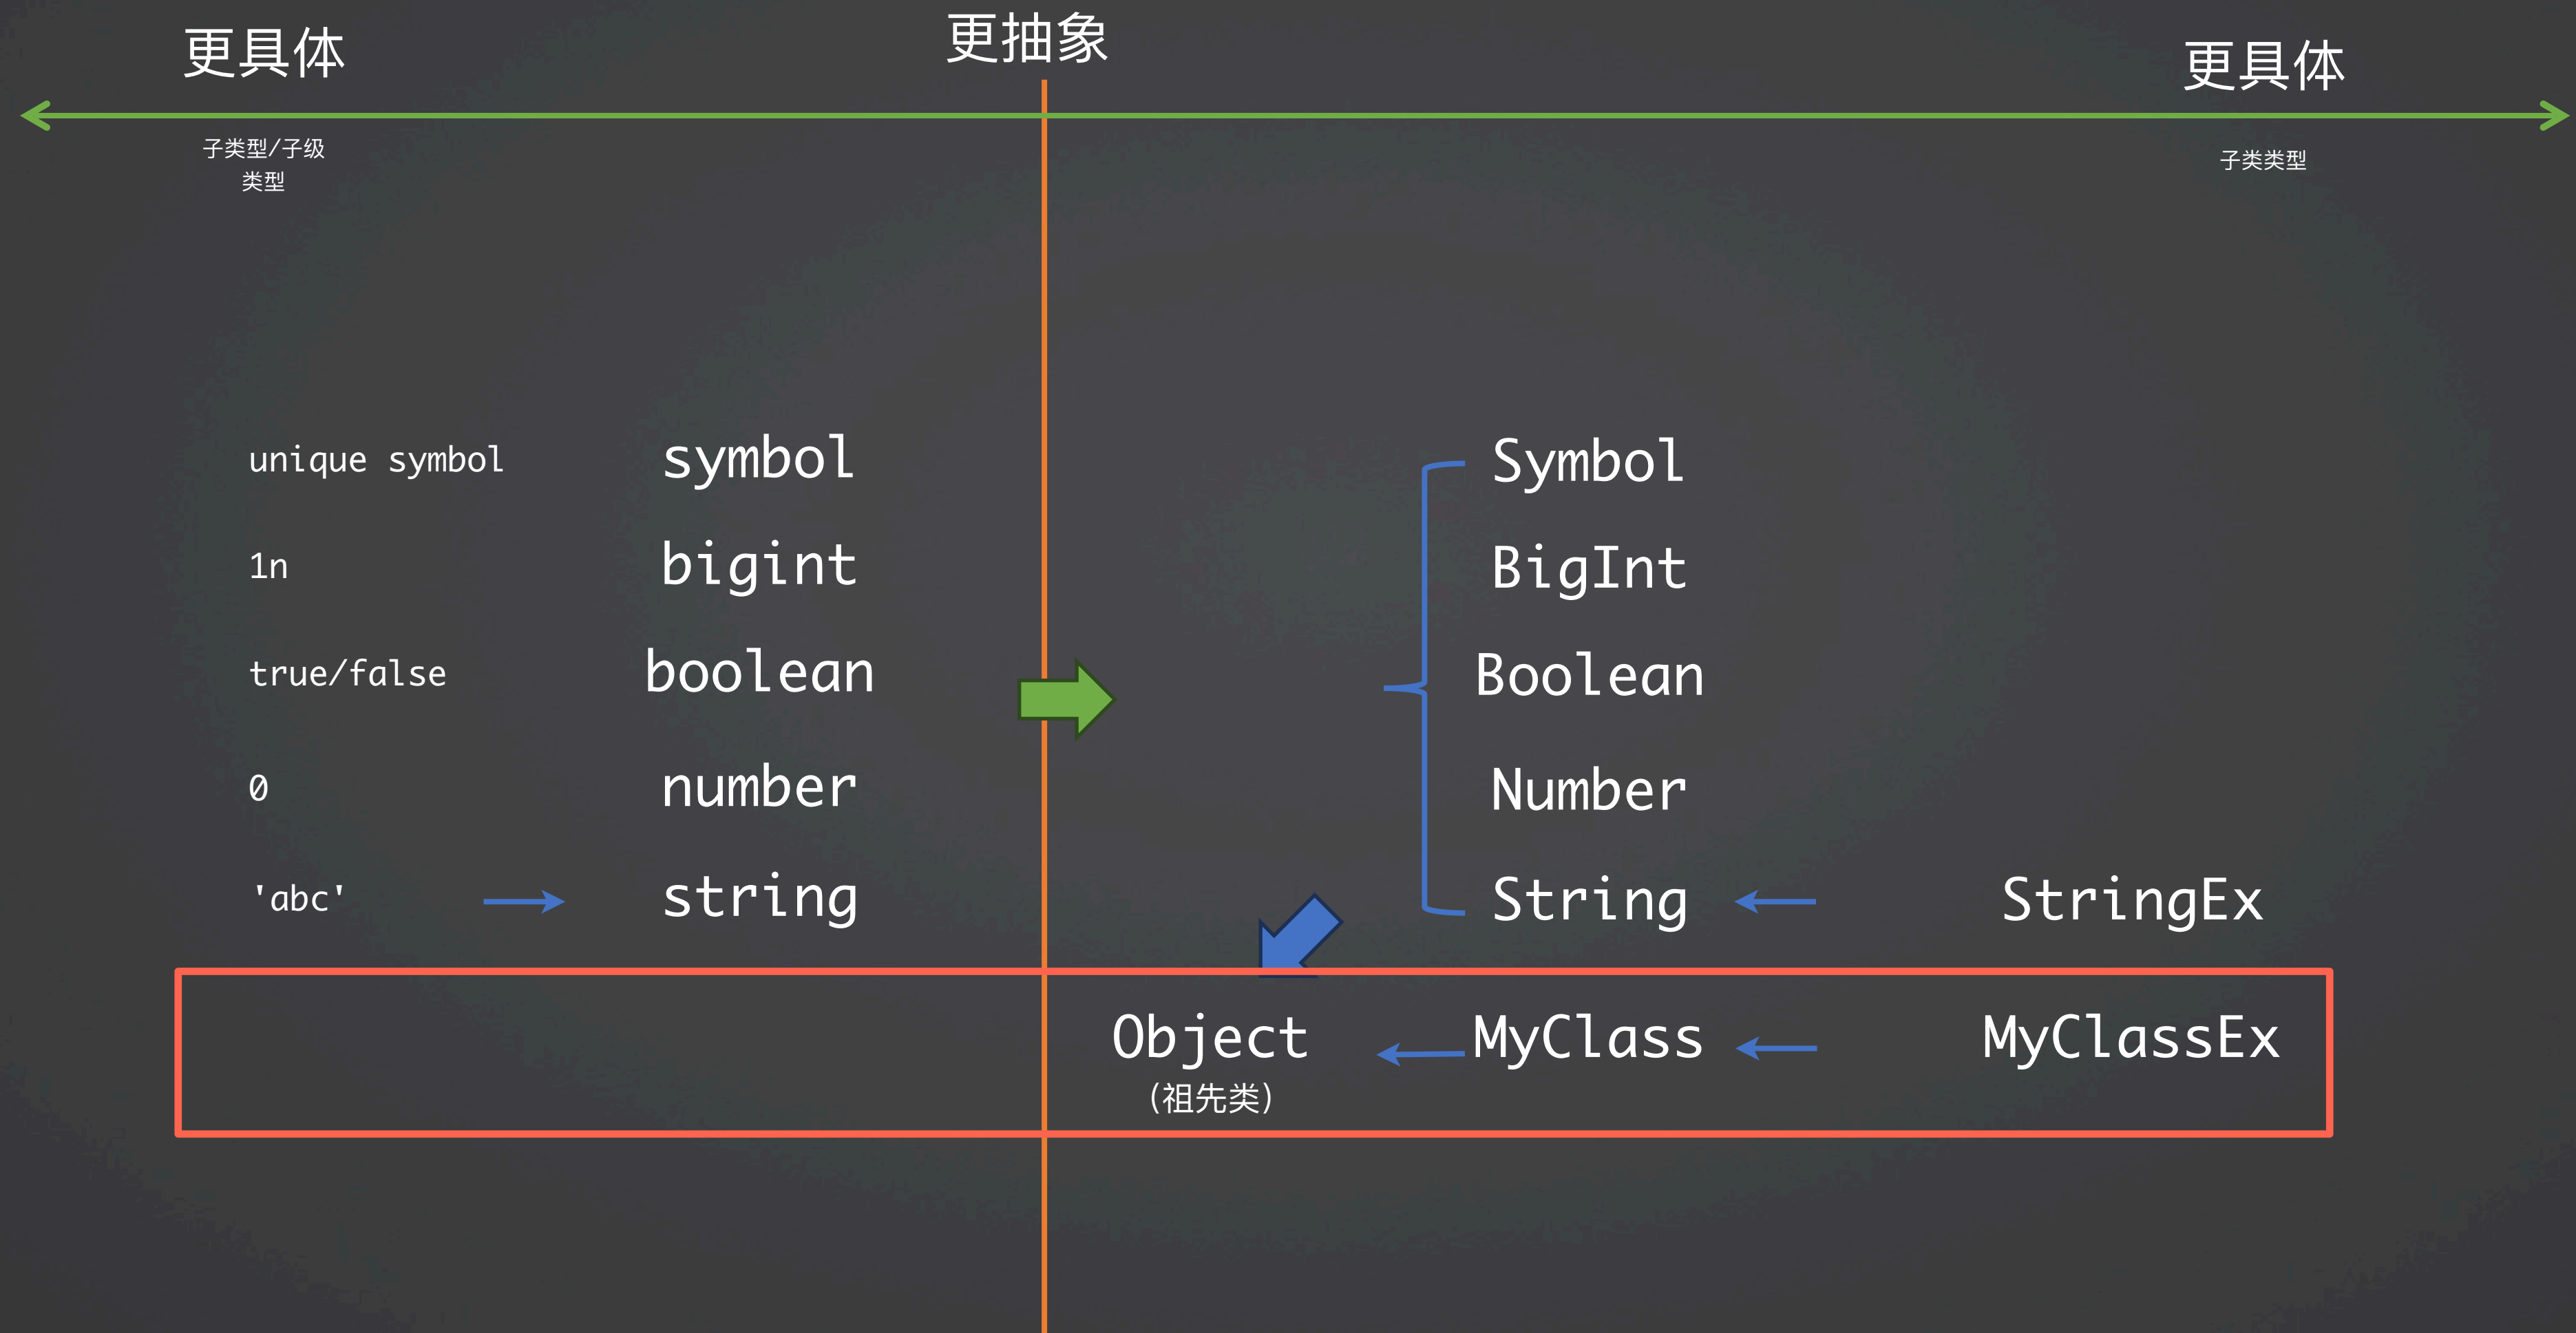 更具体
更抽象
更具体
子类型/子级
类型
子类类型
unique symbol
symbol
Symbol
1n
bigint
BigInt
true/false
boolean
Boolean
0
number
Number
'abc'
string
String
StringEx
Object
MyClass
MyClassEx
(祖先类)